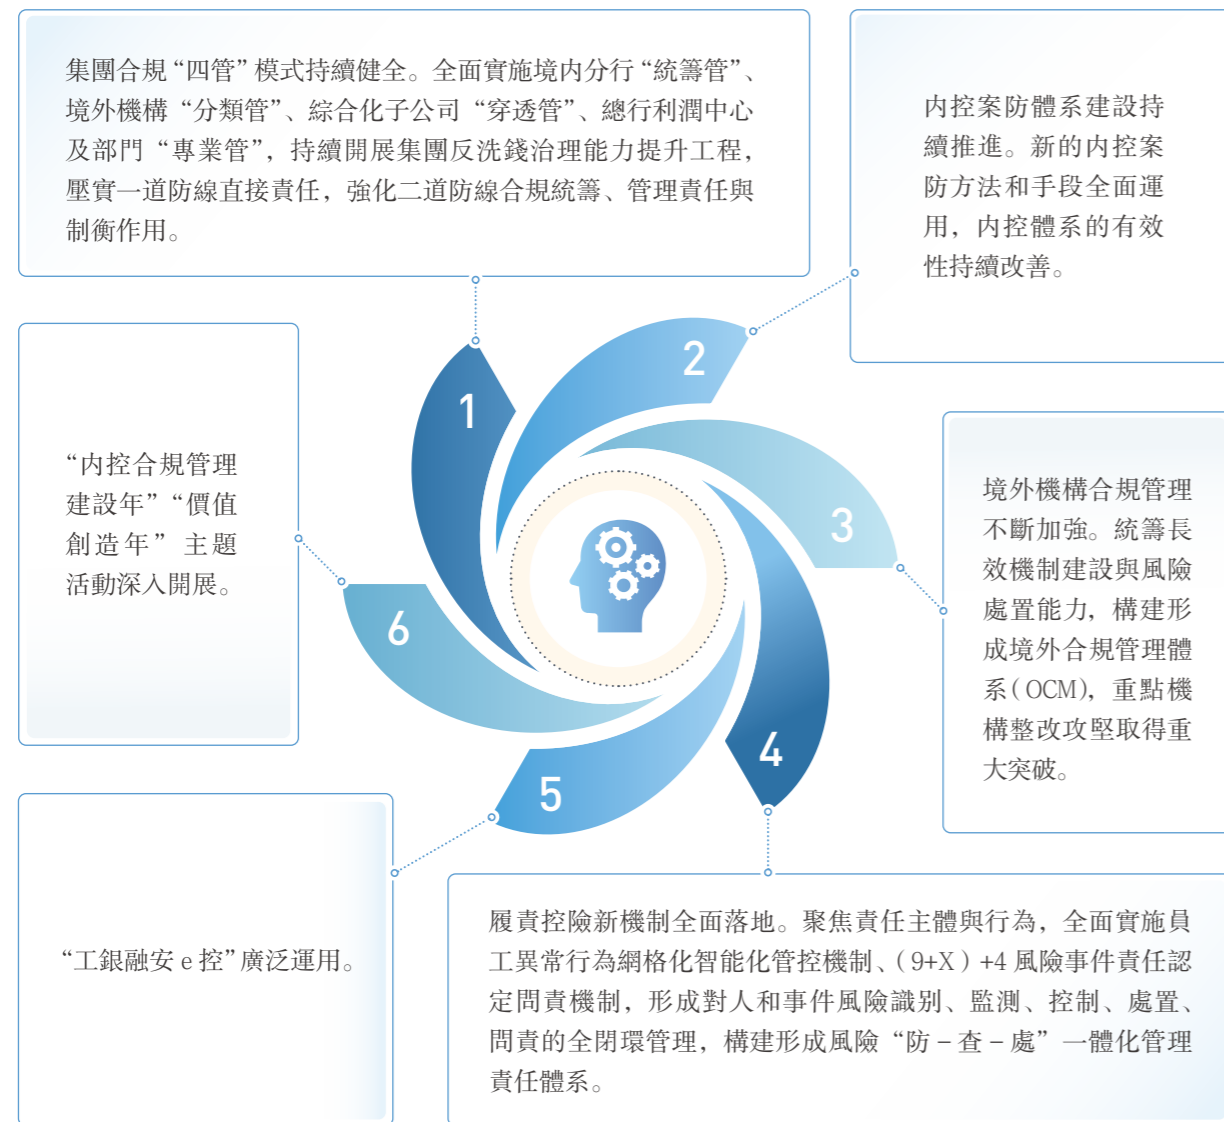 集團合規“四管”模式持續健全。全面實施境内分行“統籌管”、
境外機構“分類管”、綜合化子公司“穿透管”、總行利潤中心
及部門“專業管”，持續開展集團反洗錢治理能力提升工程，
壓實一道防線直接責任，強化二道防線合規統籌、管理責任與
制衡作用。
内控案防體系建設持
續推進。新的内控案
防方法和手段全面運
用，内控體系的有效
性持續改善。
1
2
3
4
5
6
境外機構合規管理
不斷加強。統籌長
效機制建設與風險
處置能力，構建形
成境外合規管理體
系（OCM），重點機
構整改攻堅取得重
大突破。
“内控合規管理
建設年”“價值
創造年”主題
活動深入開展。
“工銀融安 e 控”廣泛運用。
履責控險新機制全面落地。聚焦責任主體與行為，全面實施員
工異常行為網格化智能化管控機制、（9+X）+4 風險事件責任認
定問責機制，形成對人和事件風險識別、監測、控制、處置、
問責的全閉環管理，構建形成風險“防－查－處”一體化管理
責任體系。